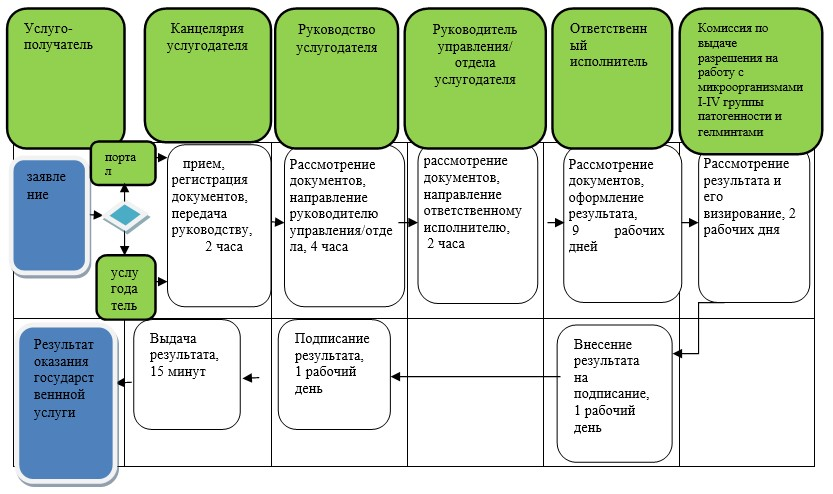 Услуго-
получатель
Канцелярия
услугодателя
Руководство
услугодателя
Руководитель
управления/
отдела
услугодателя
Ответствен
ный
исполнитель
Комиссия по
выдаче
разрешения на
работу с
микроорганизмами
I-IV группы
патогенности и
гельминтами
заявле
ние
порта
л
услу
года
тель
прием,
регистрация
документов,
передача
руководству,
2 часа
Рассмотрение
документов,
направление
руководителю
управления/отде
ла, 4 часа
рассмотрение
документов,
направление
ответственному
исполнителю,
2 часа
Рассмотрение
документов,
оформление
результата,
9 рабочих
дней
Рассмотрение
результата и
его
визирование, 2
рабочих дня
Результат
оказания
государст
веннной
услуги
Выдача
результата,
15 минут
Подписание
результата,
1 рабочий
день
Внесение
результата
на
подписание,
1 рабочий
день